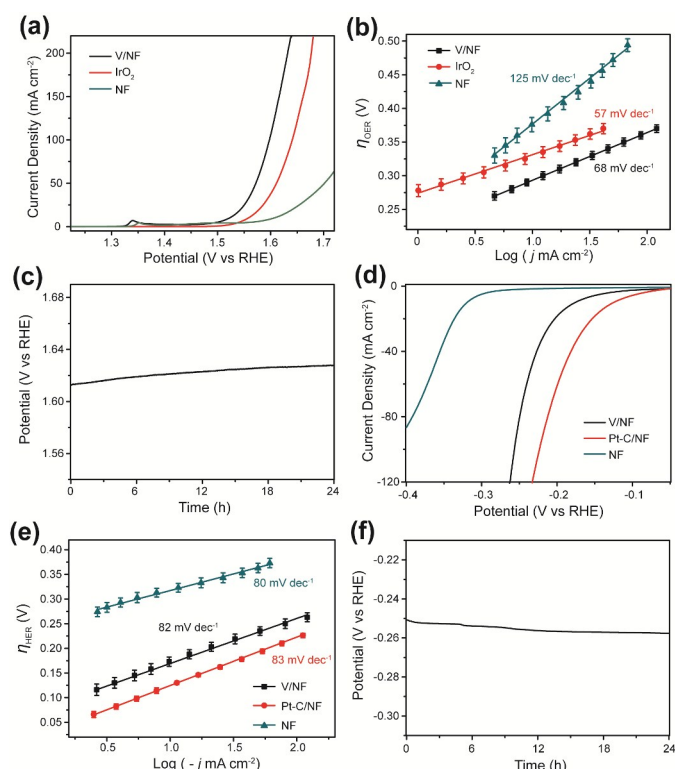 (a)
V/NF
IrO₂
NF
Current Density (mA cm⁻²)
200
150
100
50
0
1.3
1.4
1.5
1.6
1.7
Potential (V vs RHE)
(b)
V/NF
IrO₂
NF
125 mV dec⁻¹
57 mV dec⁻¹
68 mV dec⁻¹
η_OER (V)
0.50
0.45
0.40
0.35
0.30
0.25
0.0
0.5
1.0
1.5
2.0
Log ( j mA cm⁻²)
(c)
Potential (V vs RHE)
1.68
1.64
1.60
1.56
0
6
12
18
24
Time (h)
(d)
Current Density (mA cm⁻²)
0
-40
-80
-120
V/NF
Pt-C/NF
NF
-0.4
-0.3
-0.2
-0.1
Potential (V vs RHE)
(e)
η_HER (V)
0.40
0.35
0.30
0.25
0.20
0.15
0.10
0.05
80 mV dec⁻¹
82 mV dec⁻¹
83 mV dec⁻¹
V/NF
Pt-C/NF
NF
0.5
1.0
1.5
2.0
Log ( - j mA cm⁻²)
(f)
Potential (V vs RHE)
-0.22
-0.24
-0.26
-0.28
-0.30
0
6
12
18
24
Time (h)